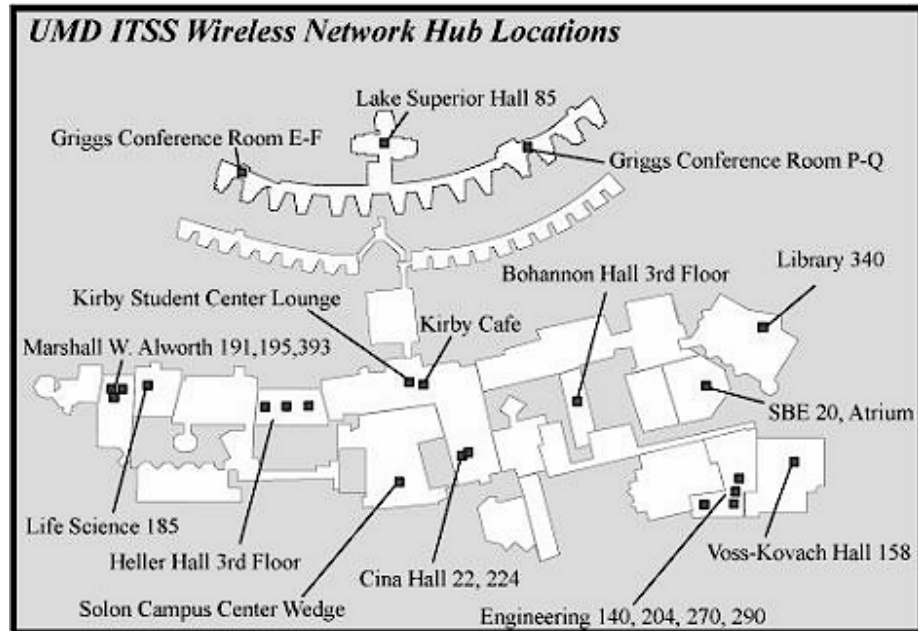 UMD ITSS Wireless Network Hub Locations
Lake Superior Hall 85
Griggs Conference Room E-F
Griggs Conference Room P-Q
Library 340
Bohannon Hall 3rd Floor
Kirby Student Center Lounge
Kirby Cafe
Marshall W. Alworth 191,195,393
SBE 20, Atrium
Life Science 185
Heller Hall 3rd Floor
Voss-Kovach Hall 158
Cina Hall 22, 224
Solon Campus Center Wedge
Engineering 140, 204, 270, 290